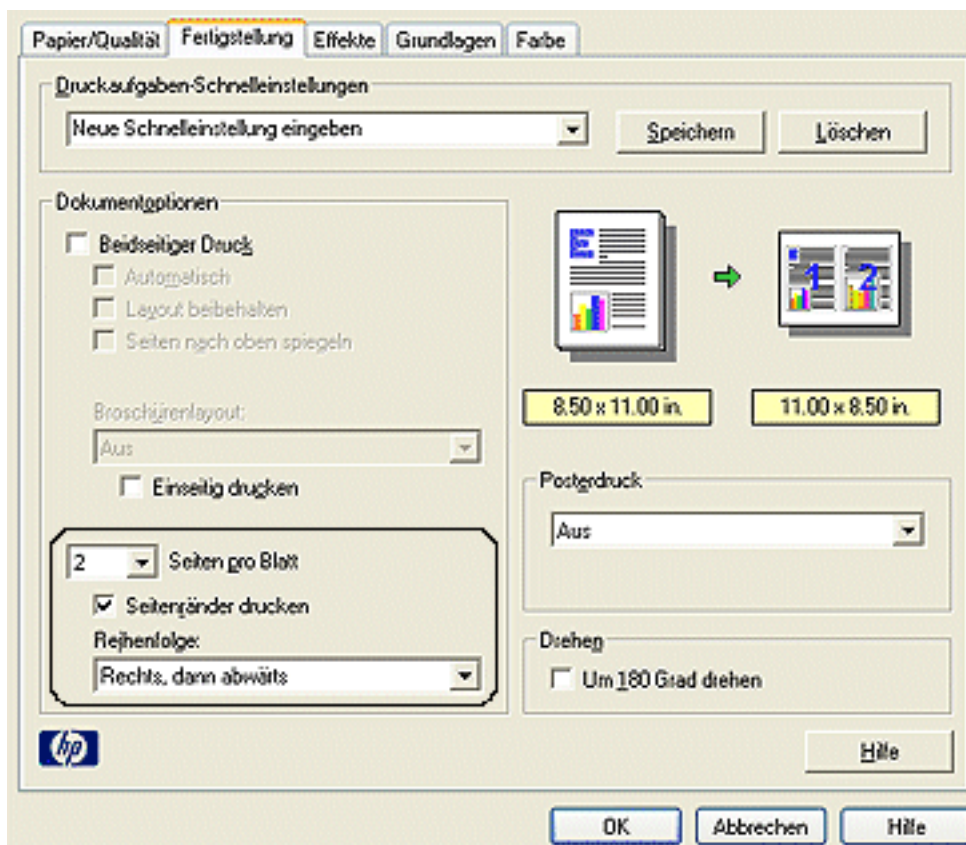 Papier/Qualität Fertigstellung Effekte Grundlagen Farbe
Druckaufgaben-Schnelleinstellungen
Neue Schnelleinstellung eingeben Speichern Löschen
Dokumentoptionen
Beidseitiger Druck
Automatisch
Layout beibehalten
Seiten nach oben spiegeln
1 2
8.50 x 11.00 in. 11.00 x 8.50 in.
Broschürenlayout:
Aus
Einseitig drucken
Posterdruck
Aus
2 Seiten pro Blatt
Seitenränder drucken
Reihenfolge:
Rechts, dann abwärts
Drehen
Um 180 Grad drehen
hp
Hilfe
OK Abbrechen Hilfe